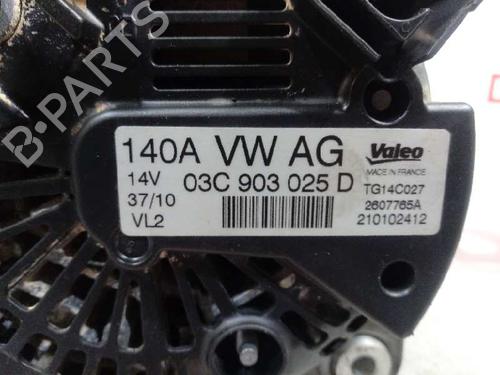 B-PARTS
140A VW AG
Valeo
14V
03C 903 025 D
MADE IN FRANCE
TG14C027
37/10
2607765A
VL2
210102412